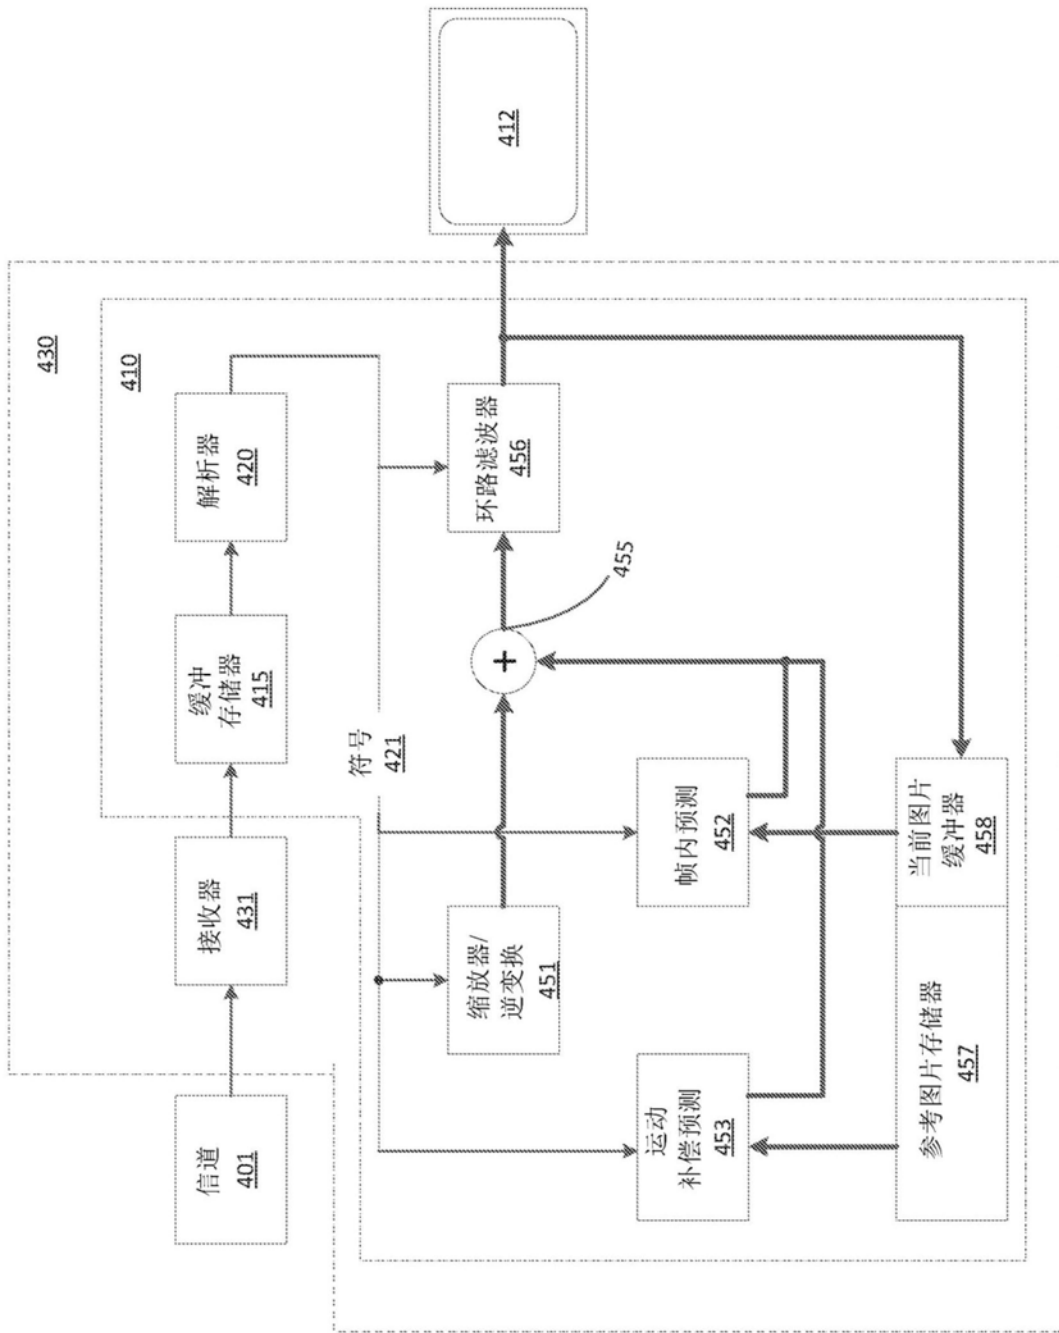 430
410
信道
401
接收器
431
缓冲
存储器
415
解析器
420
符号
421
缩放器/
逆变换
451
+
455
环路滤波器
456
412
运动
补偿预测
453
帧内预测
452
参考图片存储器
457
当前图片
缓冲器
458